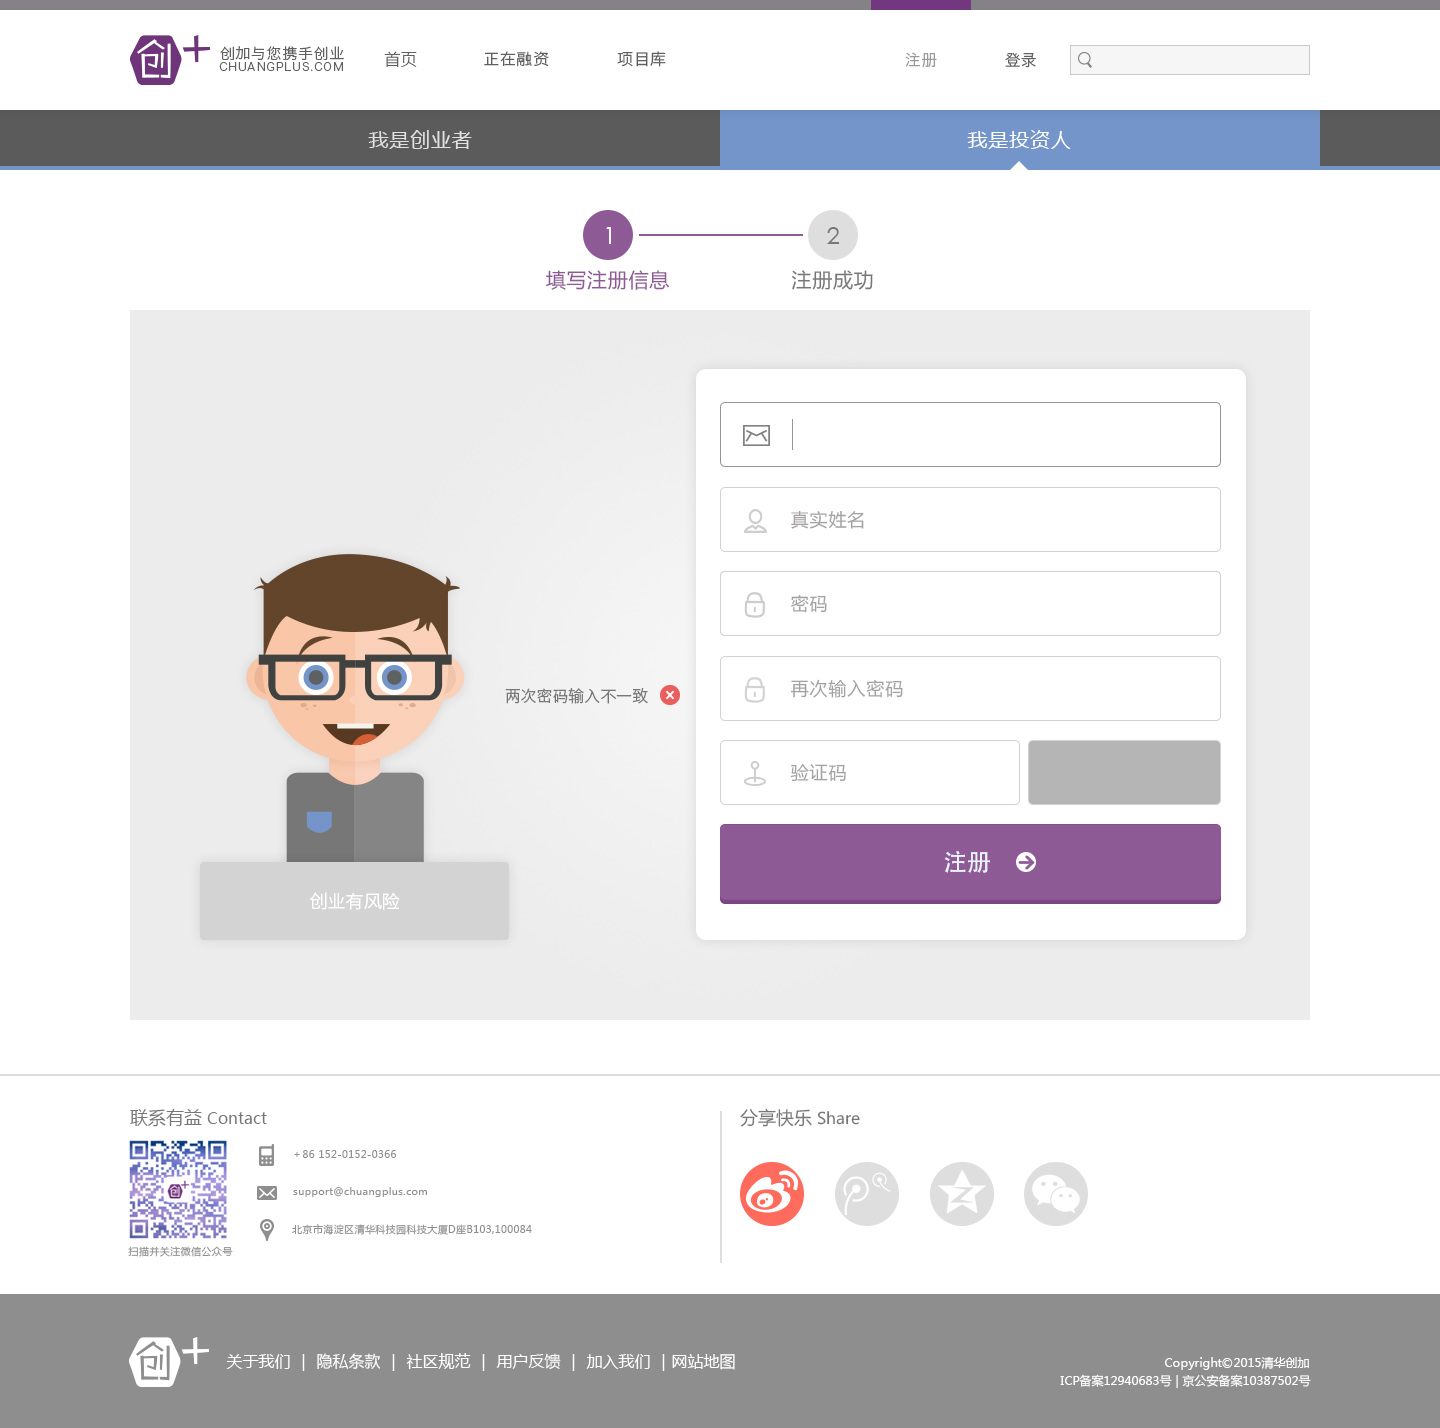 创 创加与您携手创业
CHUANGPLUS.COM
首页 正在融资 项目库 注册 登录
我是创业者 我是投资人
1 2
填写注册信息 注册成功
真实姓名
密码
两次密码输入不一致 再次输入密码
验证码
注册
创业有风险
联系有益 Contact
+86 152-0152-0366
support@chuangplus.com
创
北京市海淀区清华科技园科技大厦D座B103,100084
扫描并关注微信公众号
分享快乐 Share
创 关于我们 | 隐私条款 | 社区规范 | 用户反馈 | 加入我们 | 网站地图
Copyright©2015清华创加
ICP备案12940683号 | 京公安备案10387502号